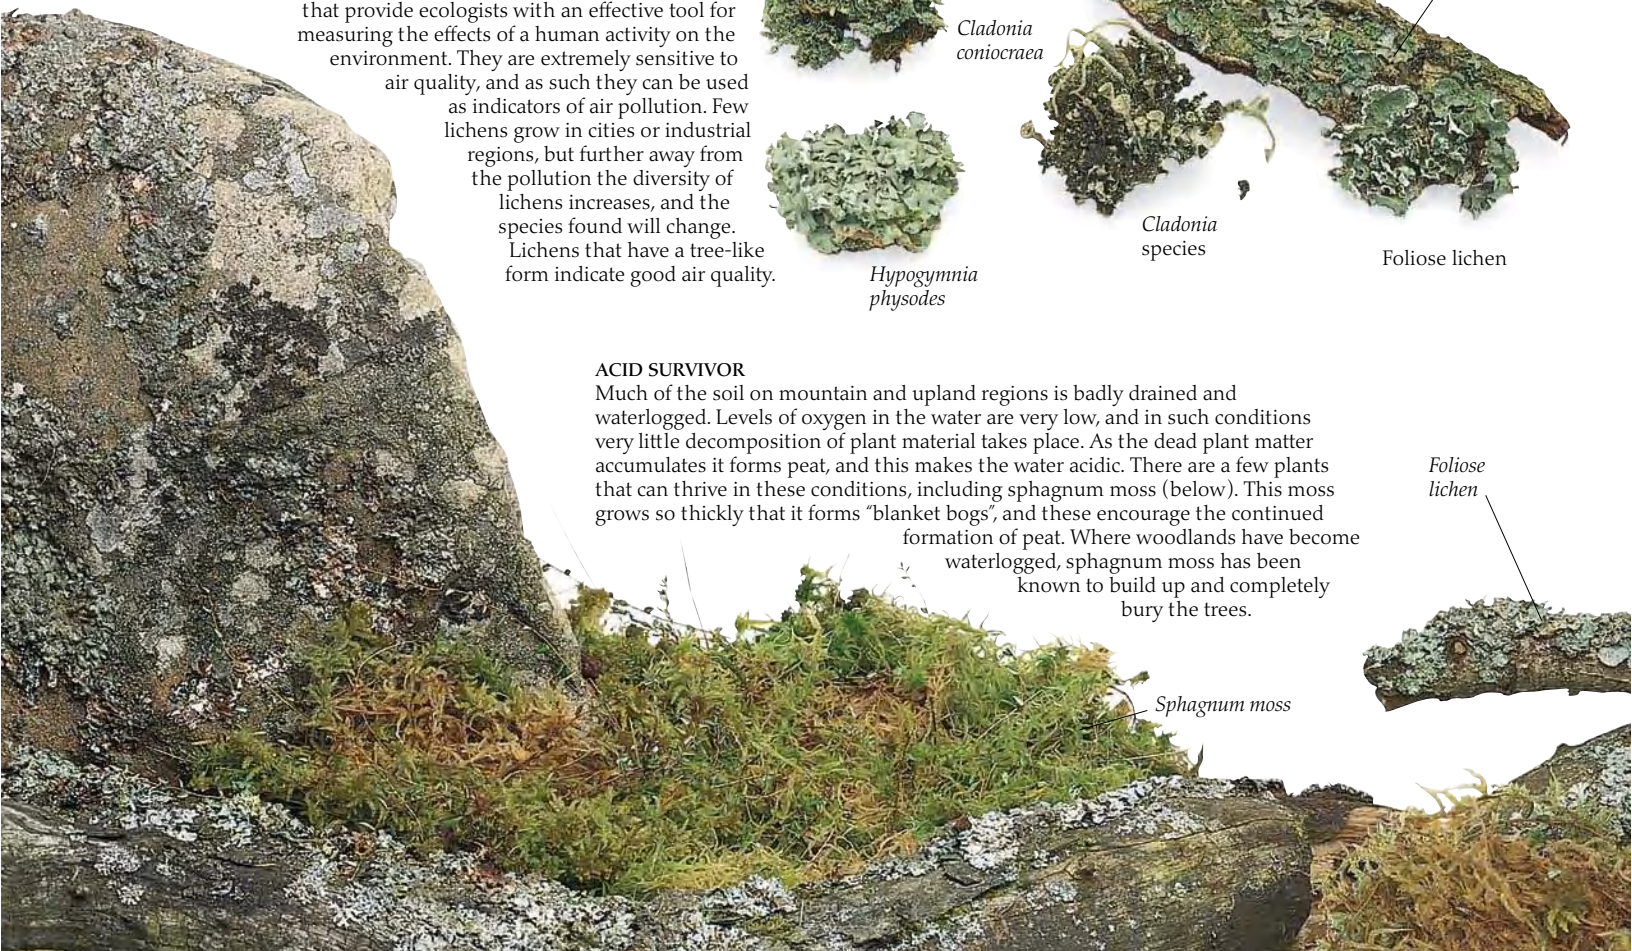 that provide ecologists with an effective tool for
measuring the effects of a human activity on the
environment. They are extremely sensitive to
air quality, and as such they can be used
as indicators of air pollution. Few
lichens grow in cities or industrial
regions, but further away from
the pollution the diversity of
lichens increases, and the
species found will change.
Lichens that have a tree-like
form indicate good air quality.
Cladonia
coniocraea
Hypogymnia
physodes
Cladonia
species
Foliose lichen
ACID SURVIVOR
Much of the soil on mountain and upland regions is badly drained and
waterlogged. Levels of oxygen in the water are very low, and in such conditions
very little decomposition of plant material takes place. As the dead plant matter
accumulates it forms peat, and this makes the water acidic. There are a few plants
that can thrive in these conditions, including sphagnum moss (below). This moss
grows so thickly that it forms “blanket bogs”, and these encourage the continued
formation of peat. Where woodlands have become
waterlogged, sphagnum moss has been
known to build up and completely
bury the trees.
Foliose
lichen
Sphagnum moss